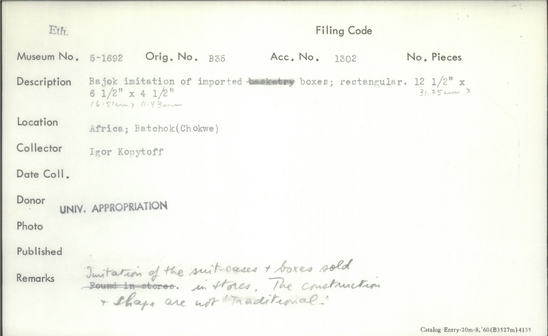 Eth. Filing Code
Museum No. 5-1692 Orig. No. B35 Acc. No. 1302 No. Pieces
Description Bajok imitation of imported basketry boxes; rectangular. 12 1/2" x
6 1/2" x 4 1/2" 31.75cm x
16.51cm x 11.43cm
Location Africa; Batchok(Chokwe)
Collector Igor Kopytoff
Date Coll.
Donor UNIV. APPROPRIATION
Photo
Published
Imitation of the suit-cases + boxes sold
Remarks Found in stores. in stores. The construction
+ shape are not "traditional."
Catalog Entry-20m-8,'60(B3527s)4135